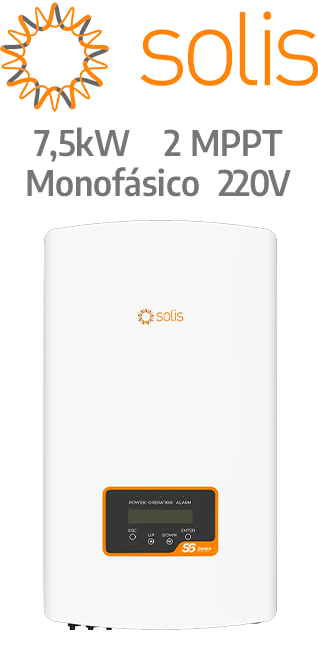 solis
7,5kW 2 MPPT
Monofásico 220V
solis
POWER OPERATION ALARM
ESC UP DOWN ENTER
S6 Series